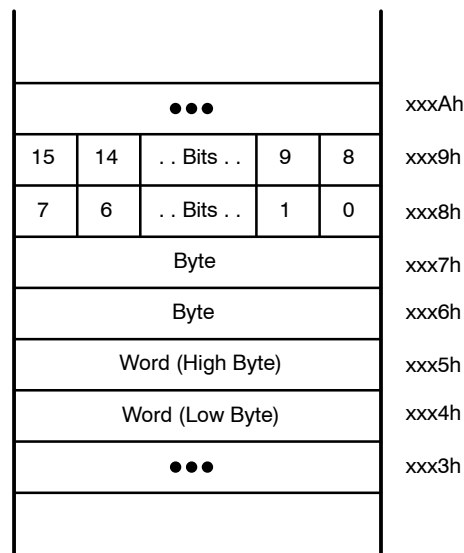 ●●● xxxAh
15 14 . . Bits . . 9 8 xxx9h
7 6 . . Bits . . 1 0 xxx8h
Byte xxx7h
Byte xxx6h
Word (High Byte) xxx5h
Word (Low Byte) xxx4h
●●● xxx3h